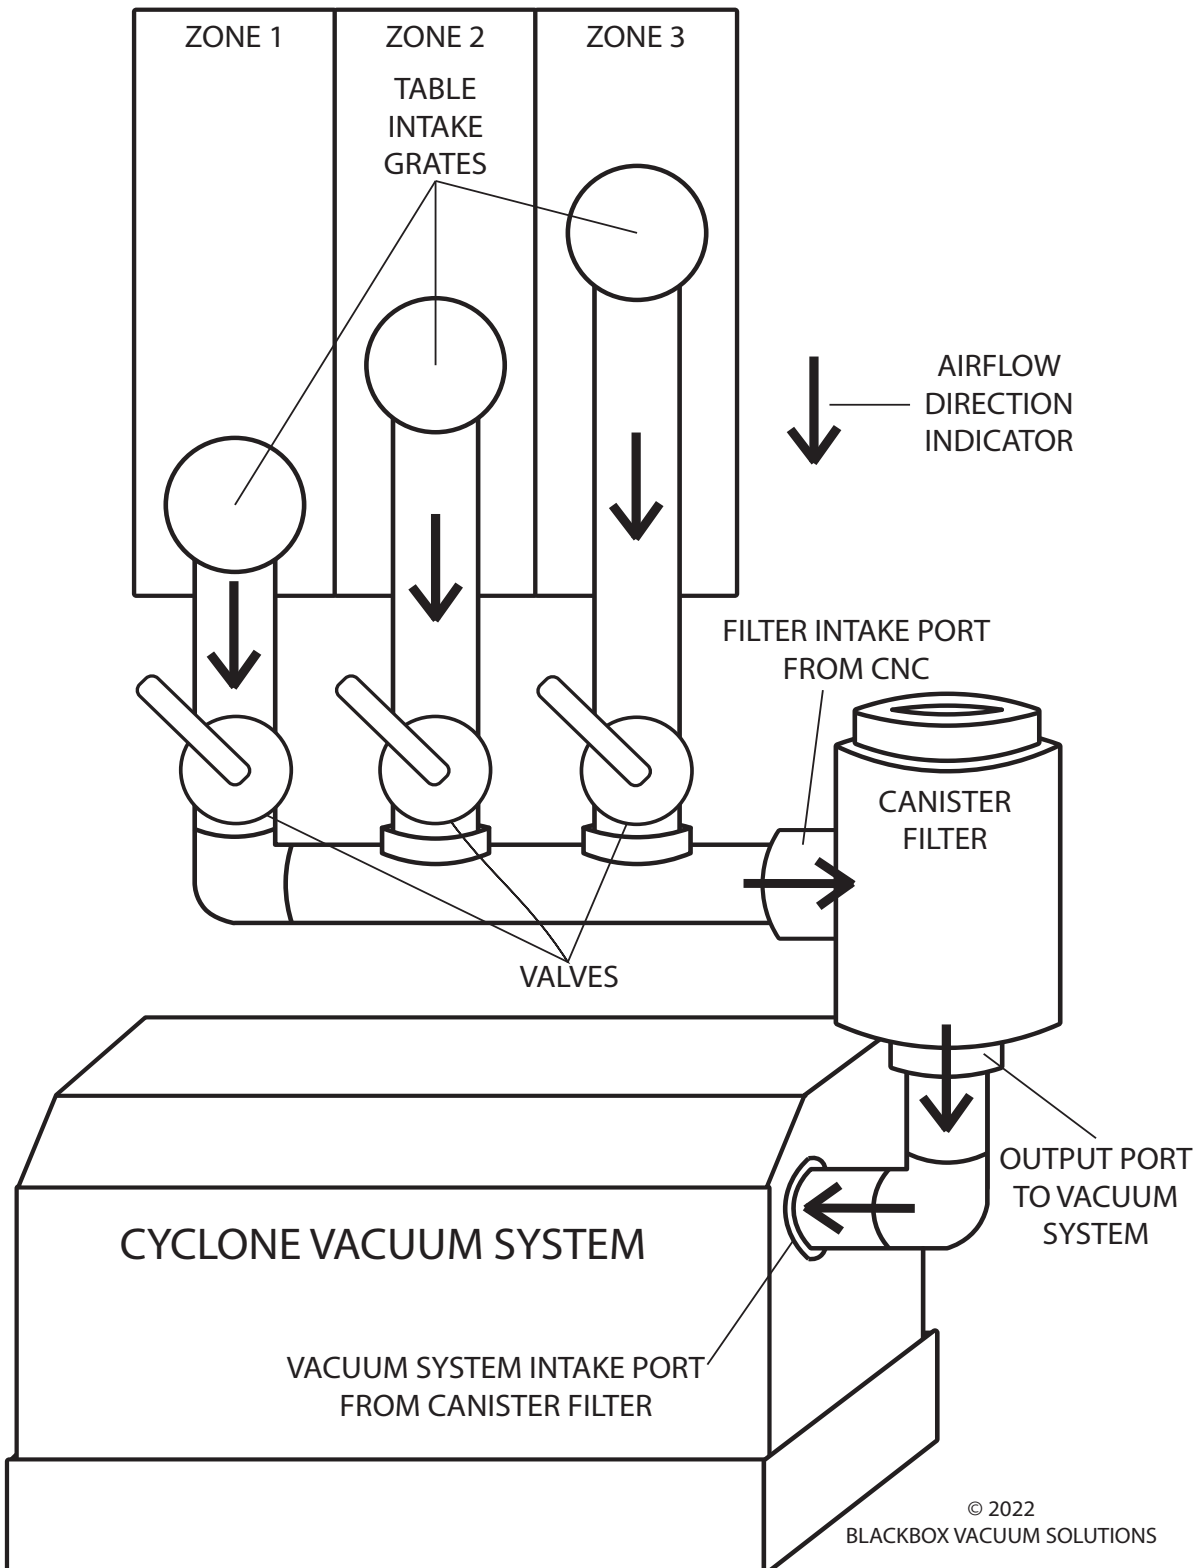 ZONE 1
ZONE 2
ZONE 3
TABLE
INTAKE
GRATES
AIRFLOW
DIRECTION
INDICATOR
FILTER INTAKE PORT
FROM CNC
CANISTER
FILTER
VALVES
OUTPUT PORT
TO VACUUM
SYSTEM
CYCLONE VACUUM SYSTEM
VACUUM SYSTEM INTAKE PORT
FROM CANISTER FILTER
© 2022
BLACKBOX VACUUM SOLUTIONS